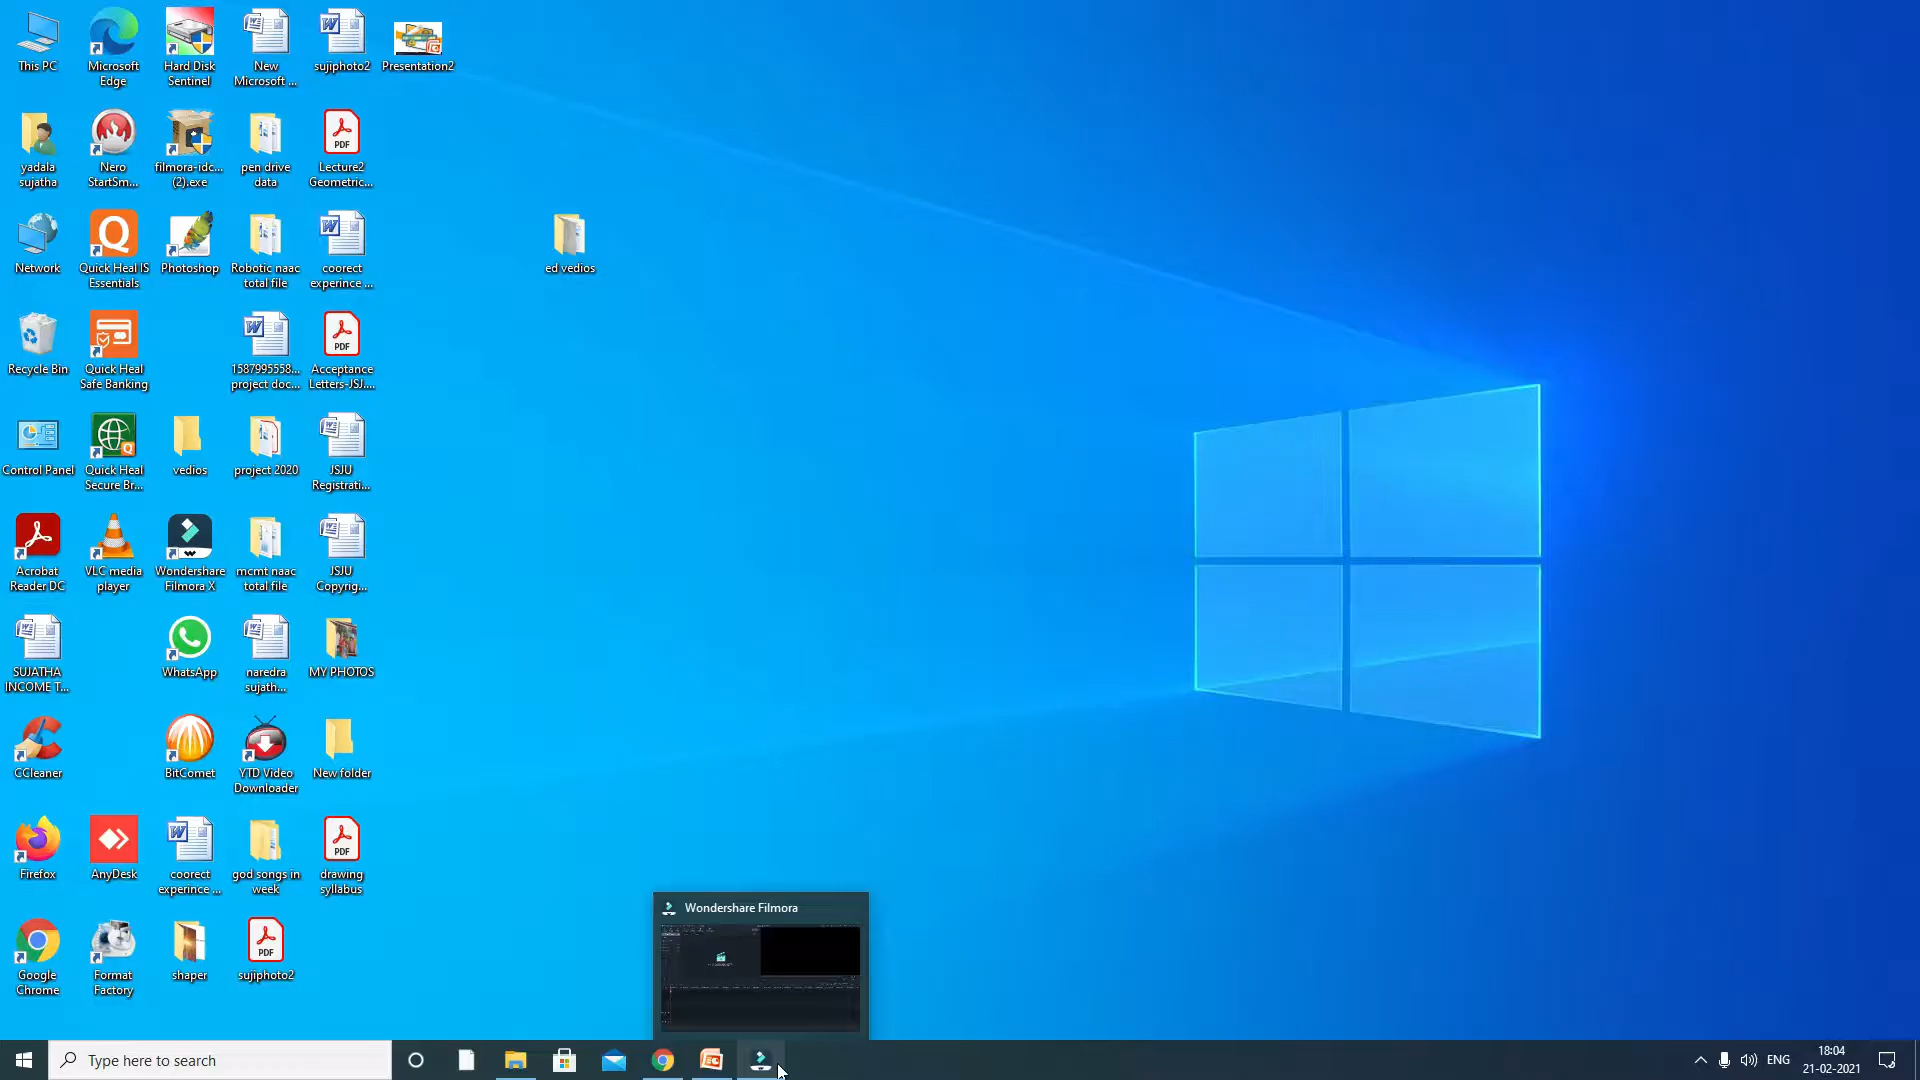 This PC
Microsoft
Edge
Hard Disk
Sentinel
New
Microsoft ...
sujiphoto2
Presentation2
yadala
sujatha
Nero
StartSm...
filmora-idc...
(2).exe
pen drive
data
PDF
Lecture2
Geometric...
Network
Quick Heal IS
Essentials
Photoshop
Robotic naac
total file
coorect
experince ...
ed vedios
Recycle Bin
Quick Heal
Safe Banking
1587995558...
project doc...
PDF
Acceptance
Letters-JSJ....
Control Panel
Quick Heal
Secure Br...
vedios
project 2020
JSJU
Registrati...
Acrobat
Reader DC
VLC media
player
Wondershare
Filmora X
mcmt naac
total file
JSJU
Copyrig...
SUJATHA
INCOME T...
WhatsApp
naredra
sujath...
MY PHOTOS
CCleaner
BitComet
YTD Video
Downloader
New folder
Firefox
AnyDesk
coorect
experince ...
god songs in
week
PDF
drawing
syllabus
Google
Chrome
Format
Factory
shaper
PDF
sujiphoto2
Wondershare Filmora
Type here to search
ENG
18:04
21-02-2021